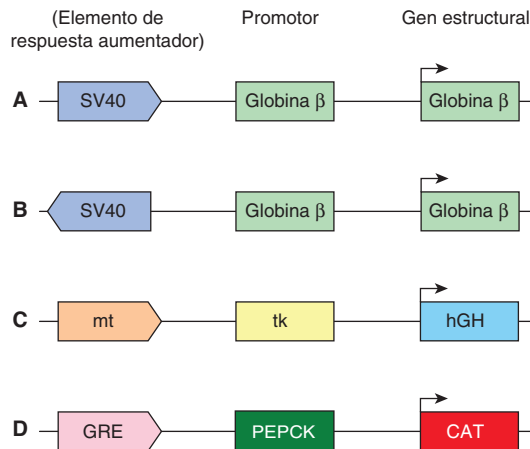 (Elemento de respuesta aumentador) Promotor Gen estructural
A SV40 Globina β Globina β
B SV40 Globina β Globina β
C mt tk hGH
D GRE PEPCK CAT